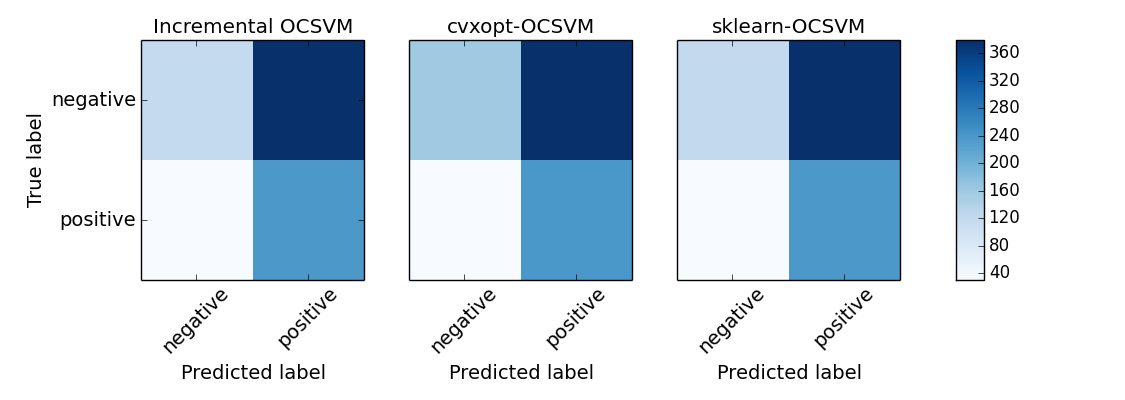 Incremental OCSVM
cvxopt-OCSVM
sklearn-OCSVM
True label
negative
positive
negative
positive
Predicted label
negative
positive
Predicted label
negative
positive
Predicted label
360
320
280
240
200
160
120
80
40